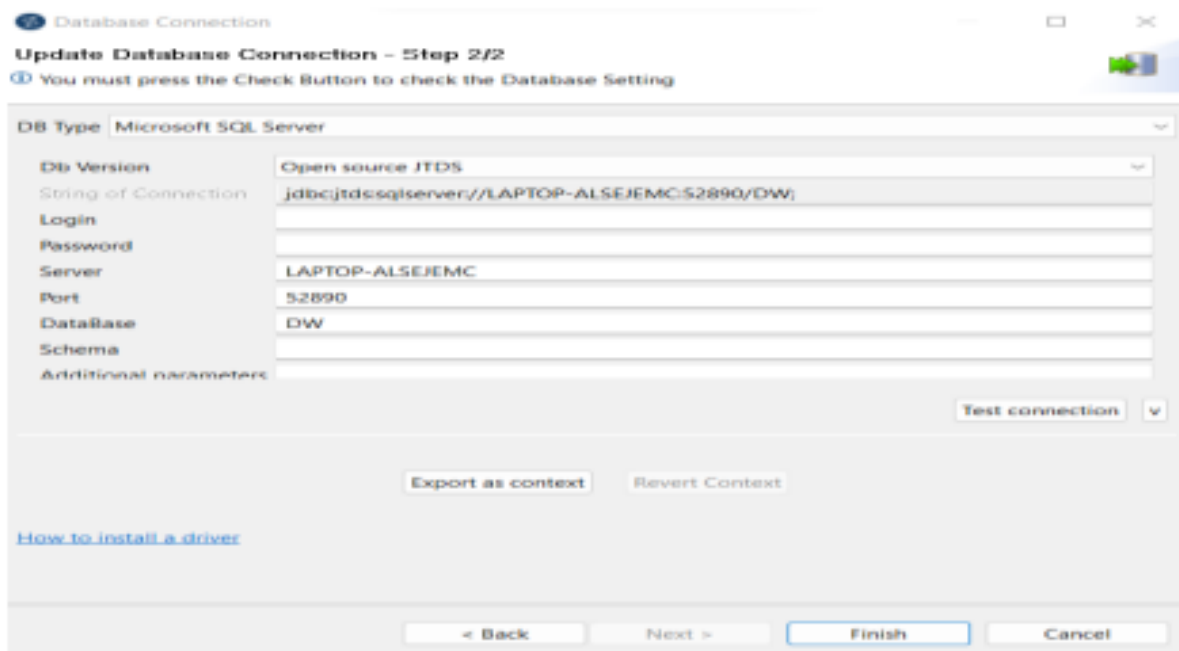 Database Connection
Update Database Connection - Step 2/2
You must press the Check Button to check the Database Setting
DB Type Microsoft SQL Server
Db Version Open source JTDS
String of Connection jdbc:jtds:sqlserver://LAPTOP-ALSEJEMC:52890/DW;
Login
Password
Server LAPTOP-ALSEJEMC
Port 52890
DataBase DW
Schema
Additional parameters
Test connection v
Export as context Revert Context
How to install a driver
< Back Next > Finish Cancel